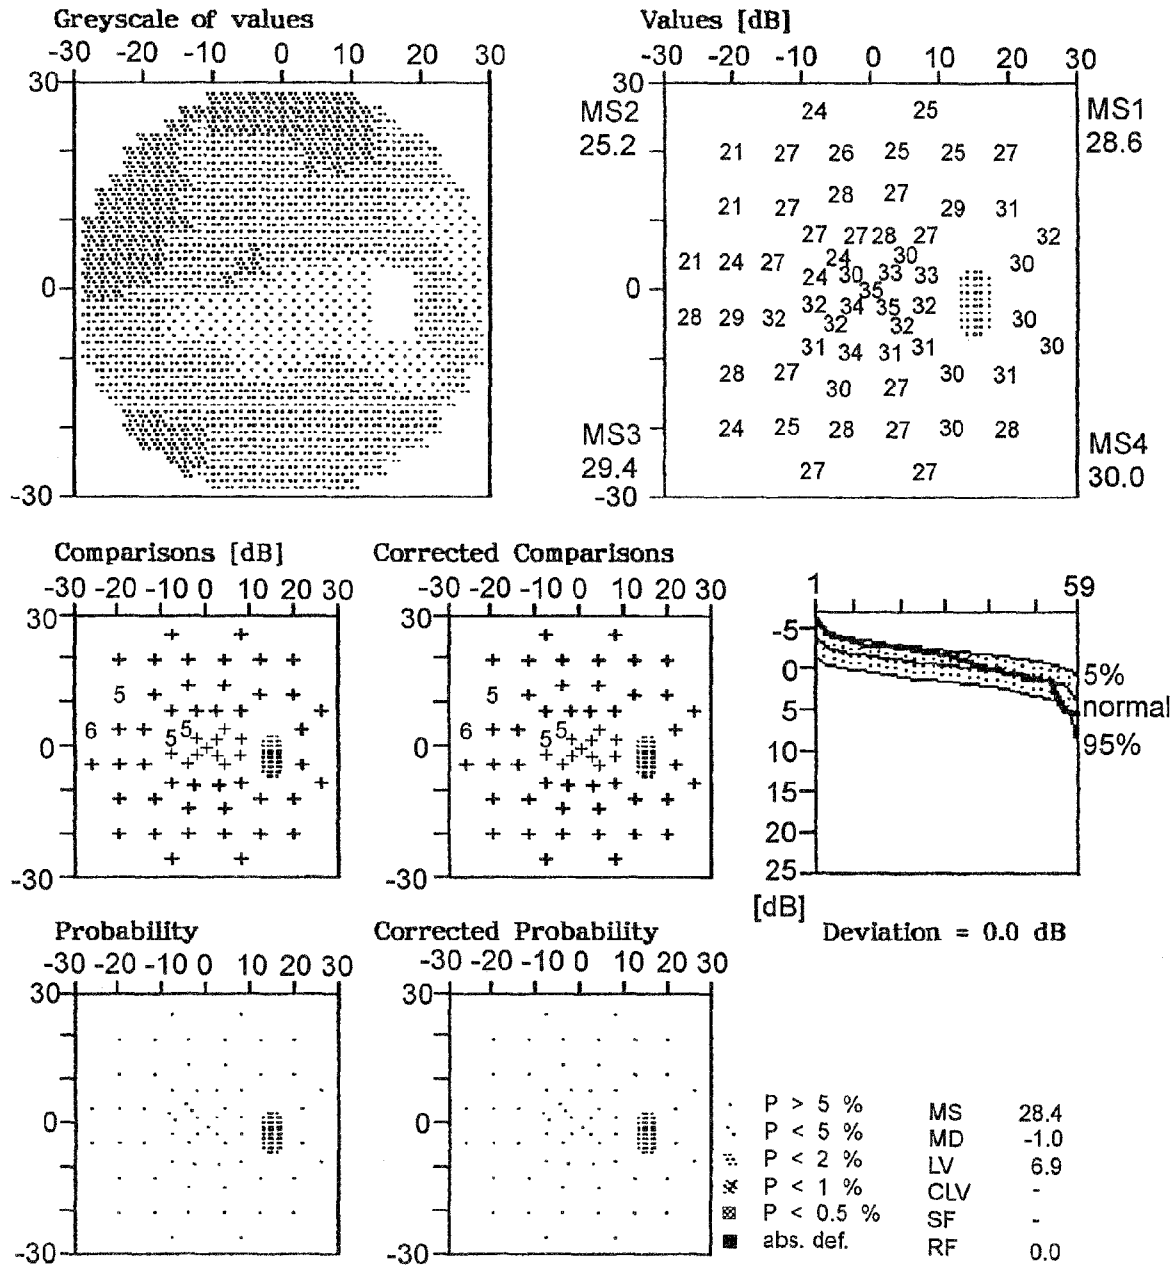 Greyscale of values
-30 -20 -10 0 10 20 30
30
0
-30
Values [dB]
-30 -20 -10 0 10 20 30
30
0
-30
MS2
25.2
MS1
28.6
MS3
29.4
MS4
30.0
24 25
21 27 26 25 25 27
28 27
21 27 29 31
27 27 28 27 32
24 30
21 24 27 30
24 30 33 33
35
32 34 35 32
28 29 32 32 32 30
31 34 31 31 30
28 27 30 31
30 27
24 25 28 27 30 28
27 27
Comparisons [dB]
-30 -20 -10 0 10 20 30
30
0
-30
5
6
5
5
Corrected Comparisons
-30 -20 -10 0 10 20 30
30
0
-30
5
6
5
5
1 59
-5
0
5
10
15
20
25
[dB]
5%
normal
95%
Deviation = 0.0 dB
Probability
-30 -20 -10 0 10 20 30
30
0
-30
Corrected Probability
-30 -20 -10 0 10 20 30
30
0
-30
P > 5 %
P < 5 %
P < 2 %
P < 1 %
P < 0.5 %
abs. def.
MS 28.4
MD -1.0
LV 6.9
CLV -
SF -
RF 0.0